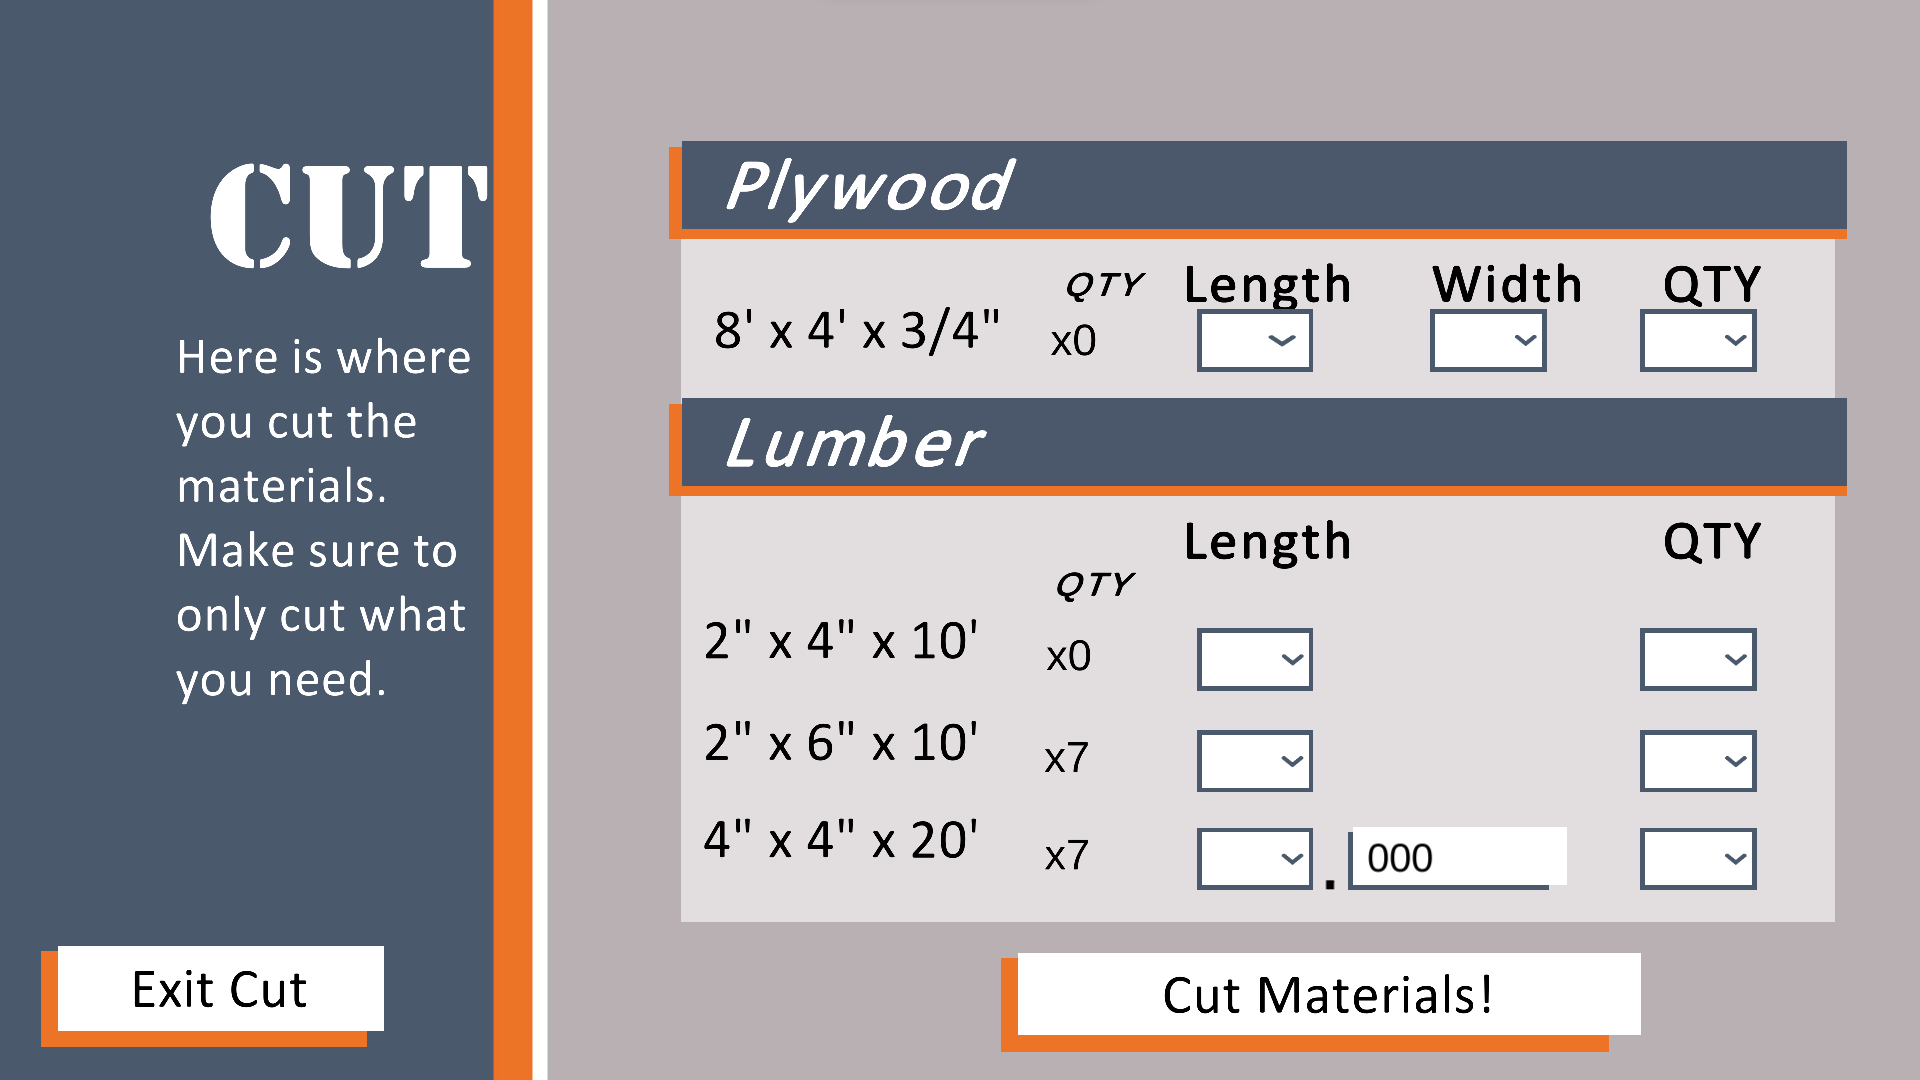 CUT
Here is where
you cut the
materials.
Make sure to
only cut what
you need.
Exit Cut
Plywood
QTY Length Width QTY
8' x 4' x 3/4" x0
Lumber
Length QTY
QTY
2" x 4" x 10' x0
2" x 6" x 10' x7
4" x 4" x 20' x7 . 000
Cut Materials!